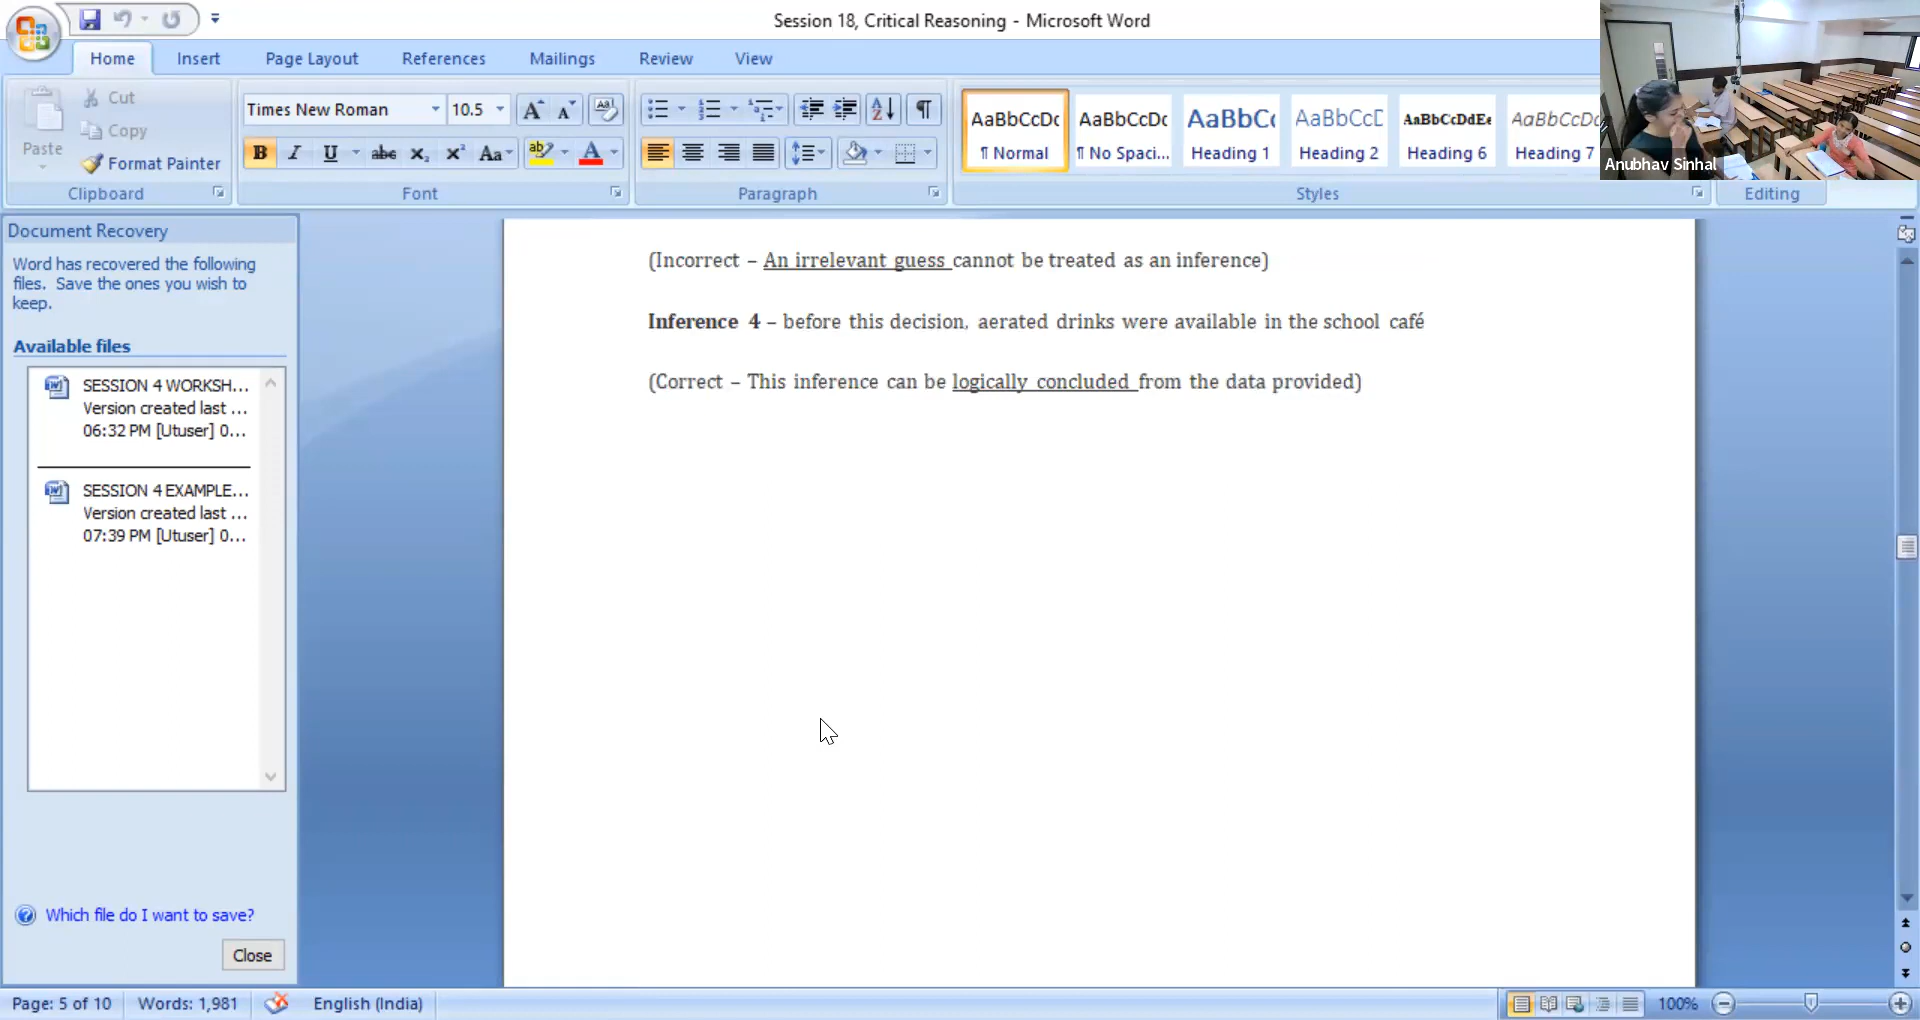 Session 18, Critical Reasoning - Microsoft Word
Home Insert Page Layout References Mailings Review View
Paste
Cut
Copy
Format Painter
Clipboard
Times New Roman 10.5
Font
Paragraph
AaBbCcDc AaBbCcDc AaBbC AaBbCcD AaBbCcDdEe AaBbCcDc
¶ Normal ¶ No Spaci... Heading 1 Heading 2 Heading 6 Heading 7
Styles
Editing
Anubhav Sinhal
Document Recovery
Word has recovered the following
files. Save the ones you wish to
keep.
Available files
SESSION 4 WORKSH...
Version created last ...
06:32 PM [Utuser] 0...
SESSION 4 EXAMPLE...
Version created last ...
07:39 PM [Utuser] 0...
Which file do I want to save?
Close
(Incorrect – An irrelevant guess cannot be treated as an inference)
Inference 4 – before this decision, aerated drinks were available in the school café
(Correct – This inference can be logically concluded from the data provided)
Page: 5 of 10 Words: 1,981 English (India) 100%